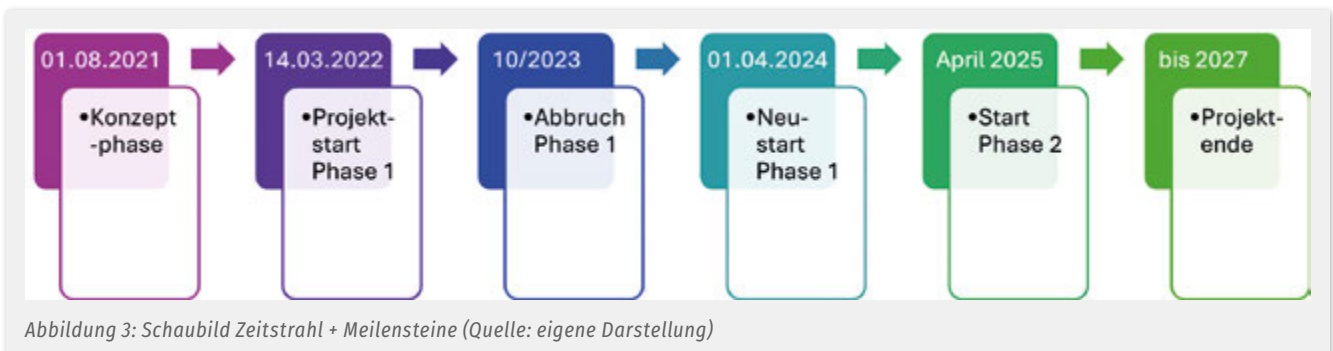 01.08.2021
14.03.2022
10/2023
01.04.2024
April 2025
bis 2027
•Konzept
-phase
•Projekt-
start
Phase 1
•Abbruch
Phase 1
•Neu-
start
Phase 1
•Start
Phase 2
•Projekt-
ende
Abbildung 3: Schaubild Zeitstrahl + Meilensteine (Quelle: eigene Darstellung)